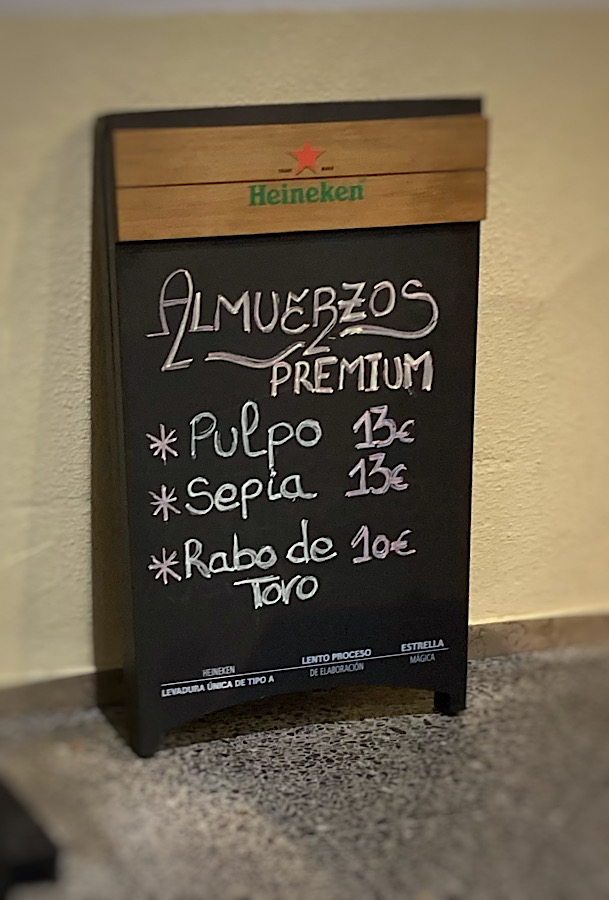 Heineken
ALMUERZOS
PREMIUM
* Pulpo 13€
* Sepia 13€
* Rabo de 10€
Toro
HEINEKEN
LEVADURA ÚNICA DE TIPO A
LENTO PROCESO
DE ELABORACIÓN
ESTRELLA
MÁGICA